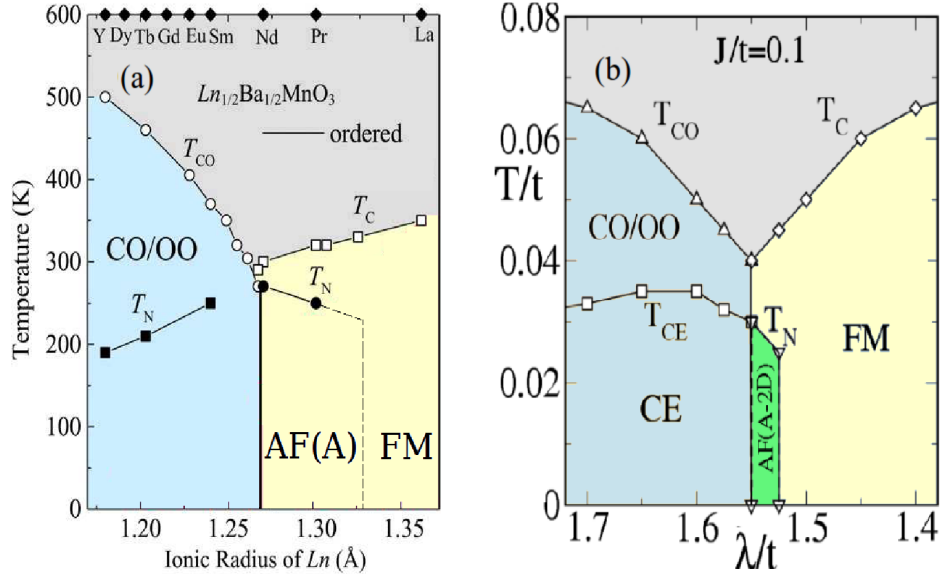 Y Dy Tb Gd Eu Sm Nd Pr La
(a)
Ln1/2Ba1/2MnO3
ordered
TCO
TC
CO/OO
TN
TN
AF(A)
FM
600
500
400
300
200
100
0
Temperature (K)
1.20 1.25 1.30 1.35
Ionic Radius of Ln (Å)
(b)
J/t=0.1
TCO
TC
CO/OO
TCE
TN
FM
CE
AF(A-2D)
0.08
0.06
0.04
0.02
0
T/t
1.7 1.6 1.5 1.4
λ/t